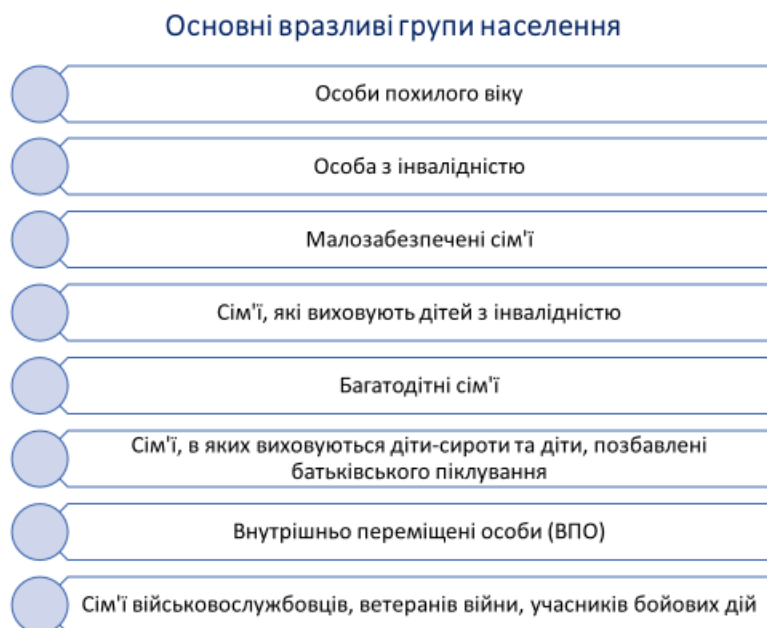 Основні вразливі групи населення
Особи похилого віку
Особа з інвалідністю
Малозабезпечені сім'ї
Сім'ї, які виховують дітей з інвалідністю
Багатодітні сім'ї
Сім'ї, в яких виховуються діти-сироти та діти, позбавлені
батьківського піклування
Внутрішньо переміщені особи (ВПО)
Сім'ї військовослужбовців, ветеранів війни, учасників бойових дій